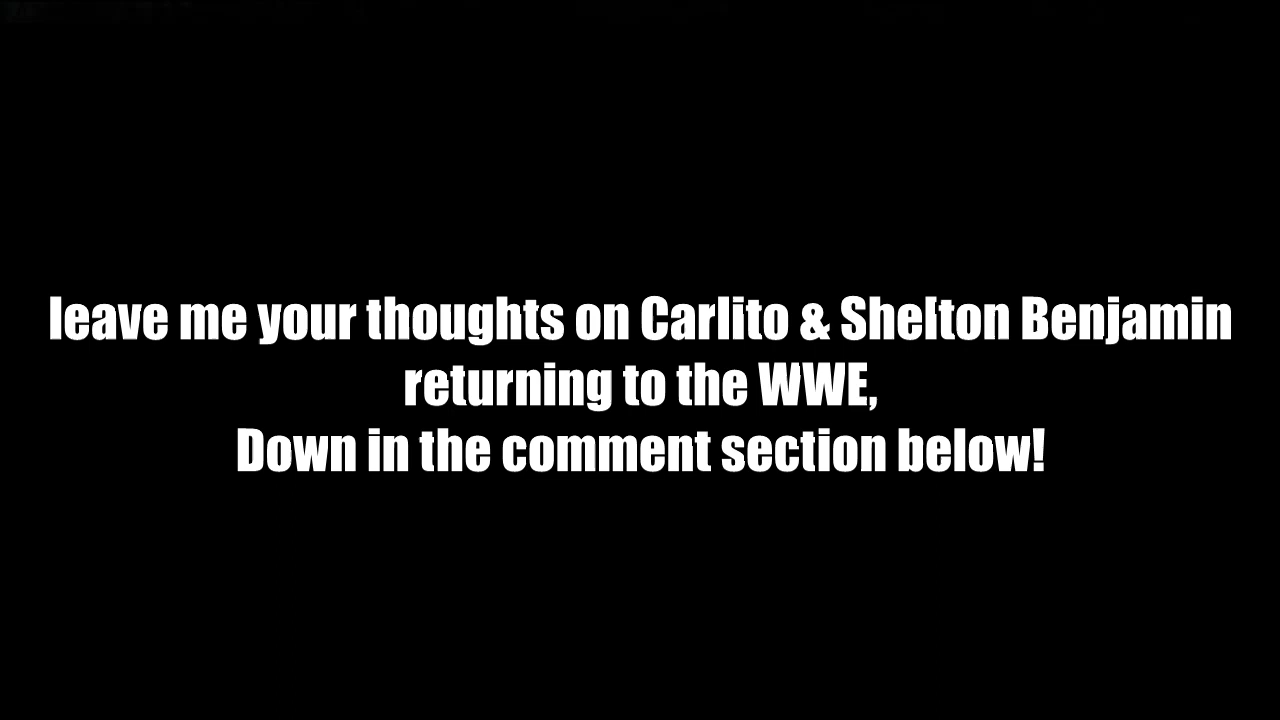 leave me your thoughts on Carlito & Shelton Benjamin
returning to the WWE,
Down in the comment section below!